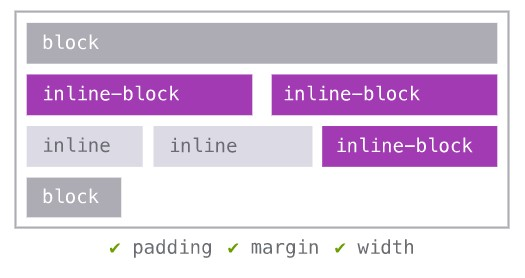 block
inline-block inline-block
inline inline inline-block
block
✔ padding ✔ margin ✔ width